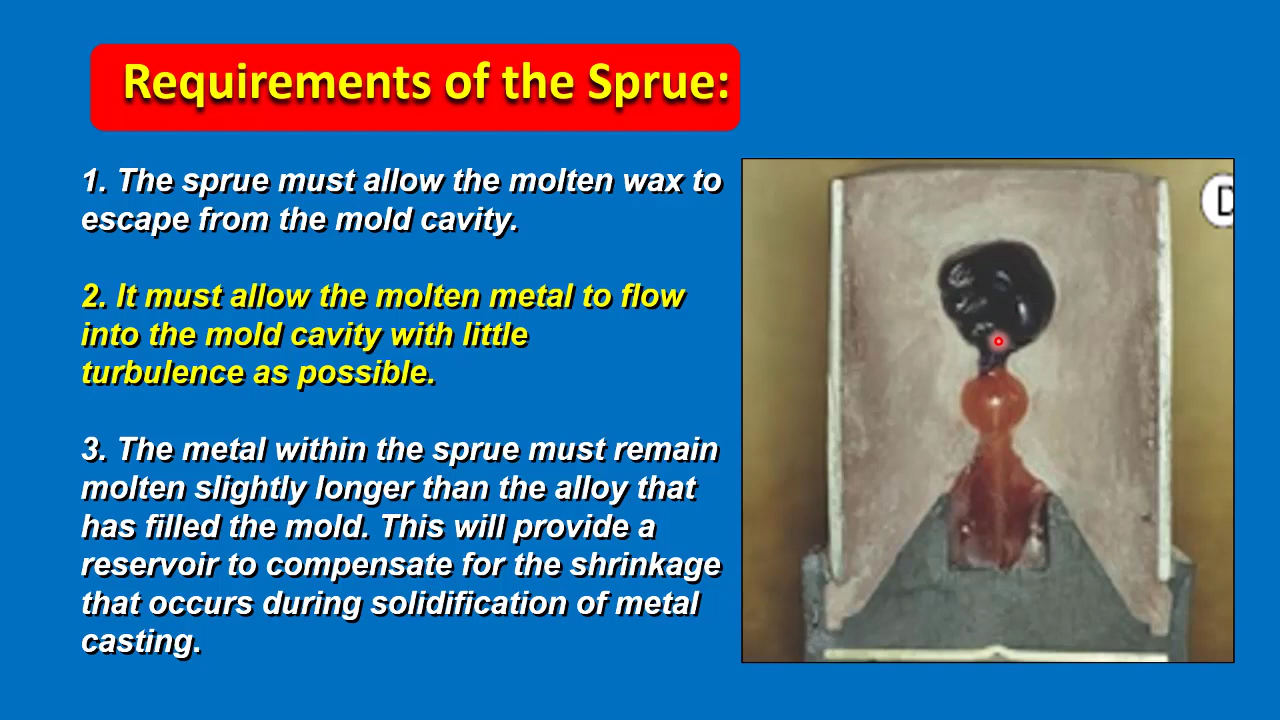 Requirements of the Sprue:
1. The sprue must allow the molten wax to
escape from the mold cavity.
2. It must allow the molten metal to flow
into the mold cavity with little
turbulence as possible.
3. The metal within the sprue must remain
molten slightly longer than the alloy that
has filled the mold. This will provide a
reservoir to compensate for the shrinkage
that occurs during solidification of metal
casting.
D